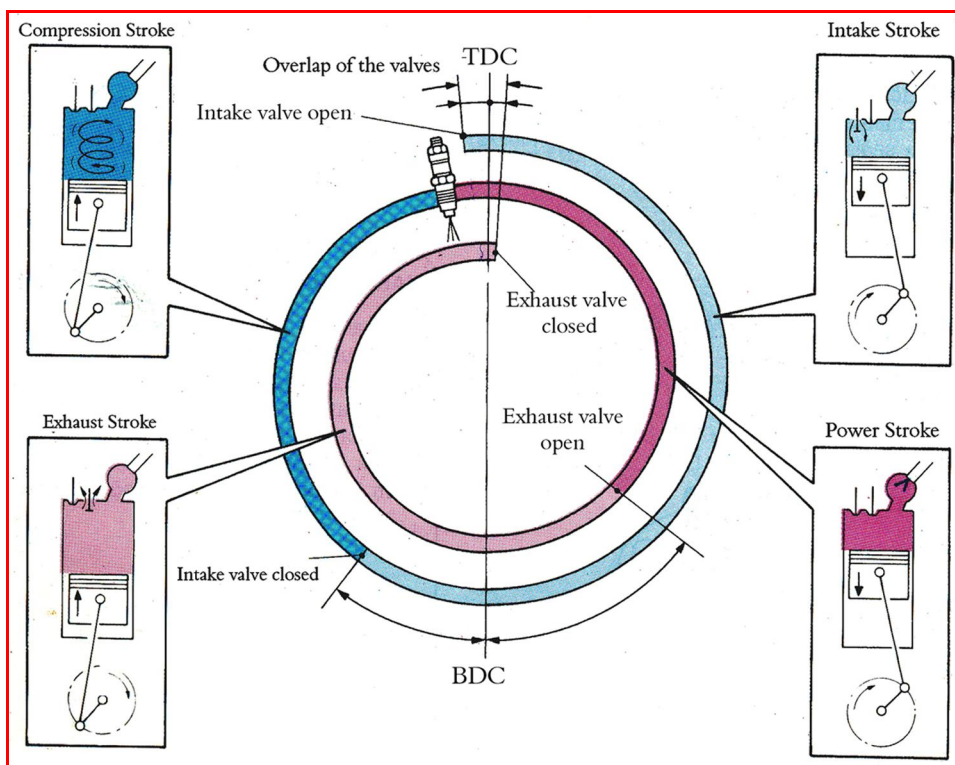 Compression Stroke
Intake Stroke
TDC
Overlap of the valves
Intake valve open
Exhaust valve
closed
Exhaust Stroke
Exhaust valve
open
Power Stroke
Intake valve closed
BDC